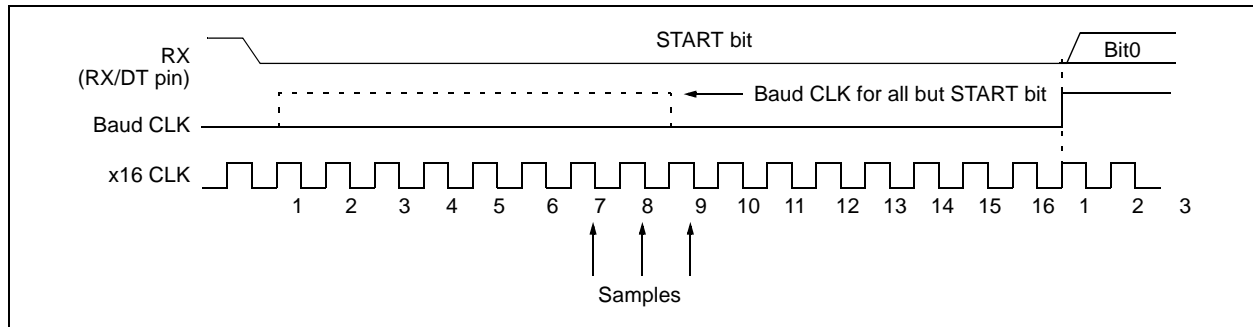 START bit
RX
(RX/DT pin)
Bit0
Baud CLK for all but START bit
Baud CLK
x16 CLK
1 2 3 4 5 6 7 8 9 10 11 12 13 14 15 16 1 2 3
Samples